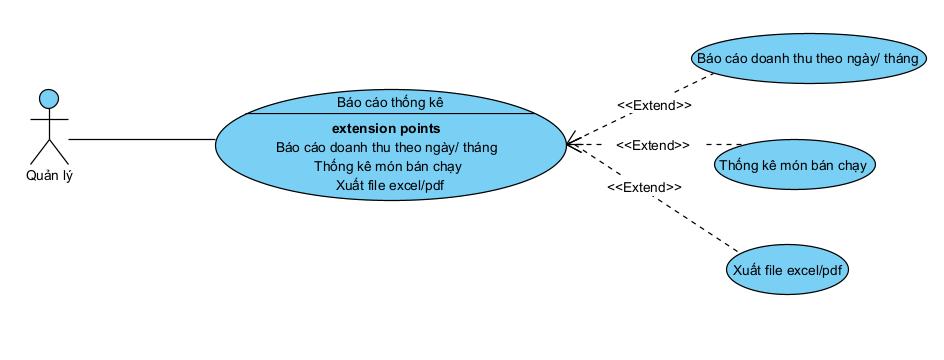 Quản lý
Báo cáo thống kê
extension points
Báo cáo doanh thu theo ngày/ tháng
Thống kê món bán chạy
Xuất file excel/pdf
<<Extend>>
<<Extend>>
<<Extend>>
Báo cáo doanh thu theo ngày/ tháng
Thống kê món bán chạy
Xuất file excel/pdf